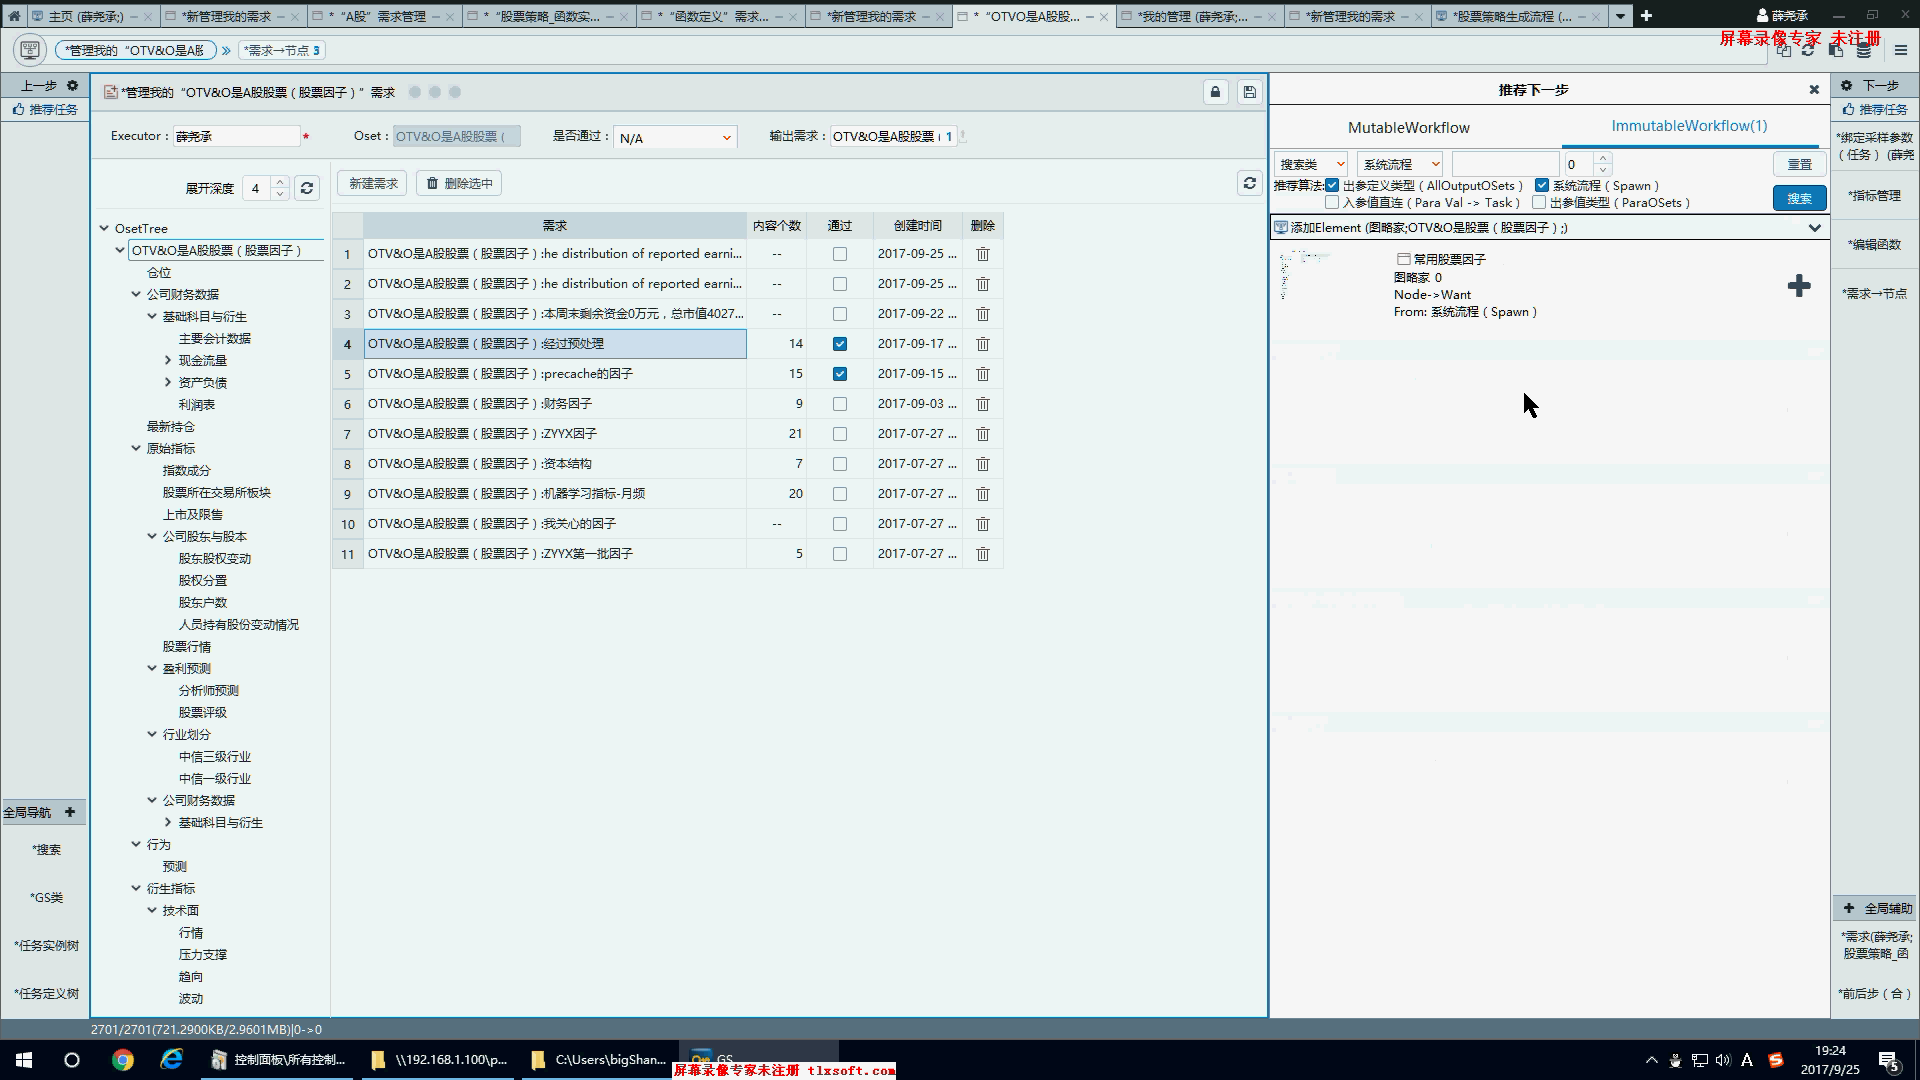 主页 (薛尧承;)
*新管理我的需求
*“A股”需求管理
*“股票策略_函数实...
*“函数定义”需求...
*新管理我的需求
*“OTVO是A股股...
*我的管理 (薛尧承;...
*新管理我的需求
*股票策略生成流程 (...
薛尧承
屏幕录像专家 未注册
*管理我的“OTV&O是A股
*需求→节点 3
上一步
推荐任务
*管理我的“OTV&O是A股股票（股票因子）”需求
Executor：
薛尧承
*
Oset：
OTV&O是A股股票（
是否通过：
N/A
输出需求：
OTV&O是A股股票（ 1
展开深度
4
新建需求
删除选中
OsetTree
OTV&O是A股股票（股票因子）
仓位
公司财务数据
基础科目与衍生
主要会计数据
现金流量
资产负债
利润表
最新持仓
原始指标
指数成分
股票所在交易所板块
上市及限售
公司股东与股本
股东股权变动
股权分置
股东户数
人员持有股份变动情况
股票行情
盈利预测
分析师预测
股票评级
行业划分
中信三级行业
中信一级行业
公司财务数据
基础科目与衍生
行为
预测
衍生指标
技术面
行情
压力支撑
趋向
波动
需求 内容个数 通过 创建时间 删除
1 OTV&O是A股股票（股票因子）:he distribution of reported earni... -- 2017-09-25 ...
2 OTV&O是A股股票（股票因子）:he distribution of reported earni... -- 2017-09-25 ...
3 OTV&O是A股股票（股票因子）:本周末剩余资金0万元，总市值4027... -- 2017-09-22 ...
4 OTV&O是A股股票（股票因子）:经过预处理 14 2017-09-17 ...
5 OTV&O是A股股票（股票因子）:precache的因子 15 2017-09-15 ...
6 OTV&O是A股股票（股票因子）:财务因子 9 2017-09-03 ...
7 OTV&O是A股股票（股票因子）:ZYYX因子 21 2017-07-27 ...
8 OTV&O是A股股票（股票因子）:资本结构 7 2017-07-27 ...
9 OTV&O是A股股票（股票因子）:机器学习指标-月频 20 2017-07-27 ...
10 OTV&O是A股股票（股票因子）:我关心的因子 -- 2017-07-27 ...
11 OTV&O是A股股票（股票因子）:ZYYX第一批因子 5 2017-07-27 ...
推荐下一步
MutableWorkflow
ImmutableWorkflow(1)
搜索类
系统流程
0
重置
推荐算法:
出参定义类型（AllOutputOSets）
系统流程（Spawn）
入参值直连（Para Val -> Task）
出参值类型（ParaOSets）
搜索
添加Element (图略家;OTV&O是股票（股票因子）;)
常用股票因子
图略家 0
Node->Want
From: 系统流程（Spawn）
下一步
推荐任务
*绑定采样参数
（任务）(薛尧
*指标管理
*编辑函数
*需求→节点
全局导航
*搜索
*GS类
*任务实例树
*任务定义树
全局辅助
*需求(薛尧承;
股票策略_函
*前后步（合）
2701/2701(721.2900KB/2.9601MB)|0->0
控制面板\所有控制...
\\192.168.1.100\p...
C:\Users\bigShan...
GS
屏幕录像专家未注册 tlxsoft.com
A
19:24
2017/9/25
5